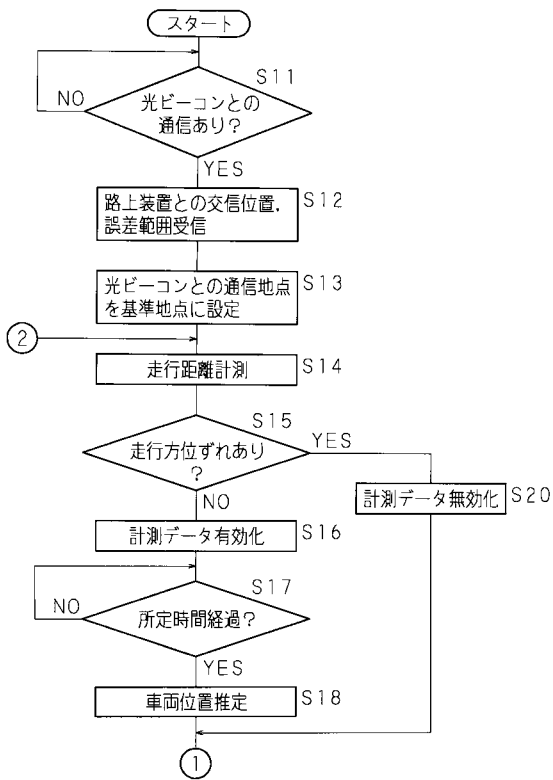 スタート
S11
光ビーコンとの
通信あり?
NO
YES
S12
路上装置との交信位置,
誤差範囲受信
S13
光ビーコンとの通信地点
を基準地点に設定
2
S14
走行距離計測
S15
走行方位ずれあり
?
YES
NO
計測データ無効化
S20
計測データ有効化
S16
S17
所定時間経過?
NO
YES
車両位置推定
S18
1